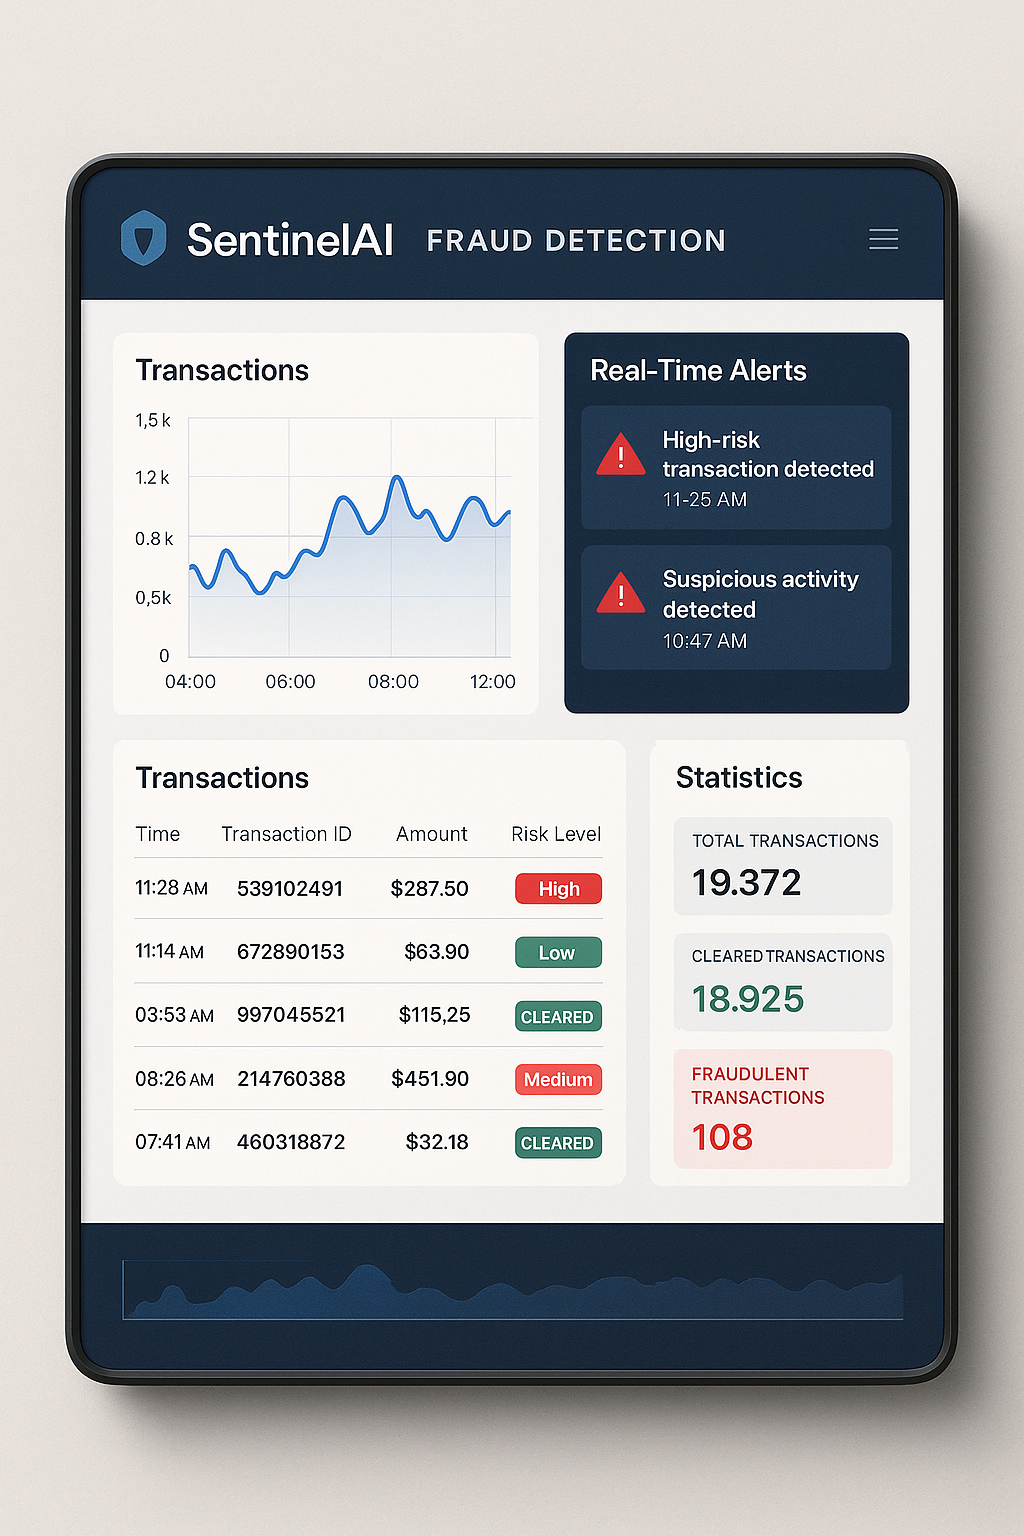 SentinelAI FRAUD DETECTION
Transactions
1,5 k
1.2 k
0.8 k
0,5k
0
04:00 06:00 08:00 12:00
Real-Time Alerts
High-risk
transaction detected
11-25 AM
Suspicious activity
detected
10:47 AM
Transactions
Time Transaction ID Amount Risk Level
11:28 AM 539102491 $287.50 High
11:14 AM 672890153 $63.90 Low
03:53 AM 997045521 $115,25 CLEARED
08:26 AM 214760388 $451.90 Medium
07:41 AM 460318872 $32.18 CLEARED
Statistics
TOTAL TRANSACTIONS
19.372
CLEARED TRANSACTIONS
18.925
FRAUDULENT
TRANSACTIONS
108